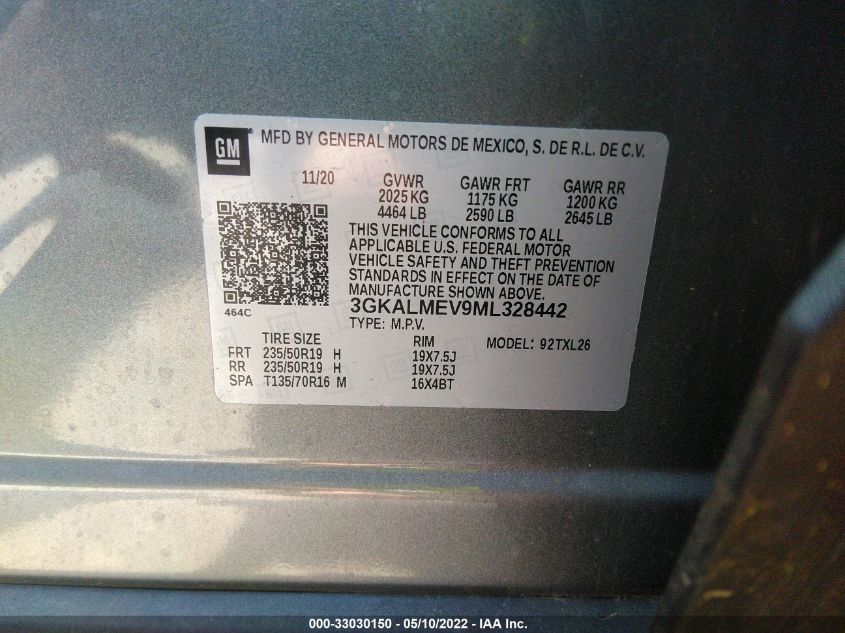 GM ® MFD BY GENERAL MOTORS DE MEXICO, S. DE R.L. DE C.V.
11/20 GVWR GAWR FRT GAWR RR
2025 KG 1175 KG 1200 KG
4464 LB 2590 LB 2645 LB
THIS VEHICLE CONFORMS TO ALL
APPLICABLE U.S. FEDERAL MOTOR
VEHICLE SAFETY AND THEFT PREVENTION
STANDARDS IN EFFECT ON THE DATE OF
MANUFACTURE SHOWN ABOVE.
464C 3GKALMEV9ML328442
TYPE: M.P.V.
TIRE SIZE RIM MODEL: 92TXL26
FRT 235/50R19 H 19X7.5J
RR 235/50R19 H 19X7.5J
SPA T135/70R16 M 16X4BT
000-33030150 - 05/10/2022 - IAA Inc.